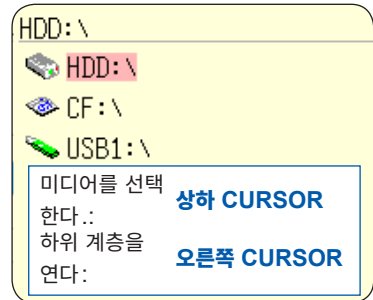 HDD:\
HDD:\
CF:\
USB1:\
미디어를 선택
한다.:
상하 CURSOR
하위 계층을
연다:
오른쪽 CURSOR